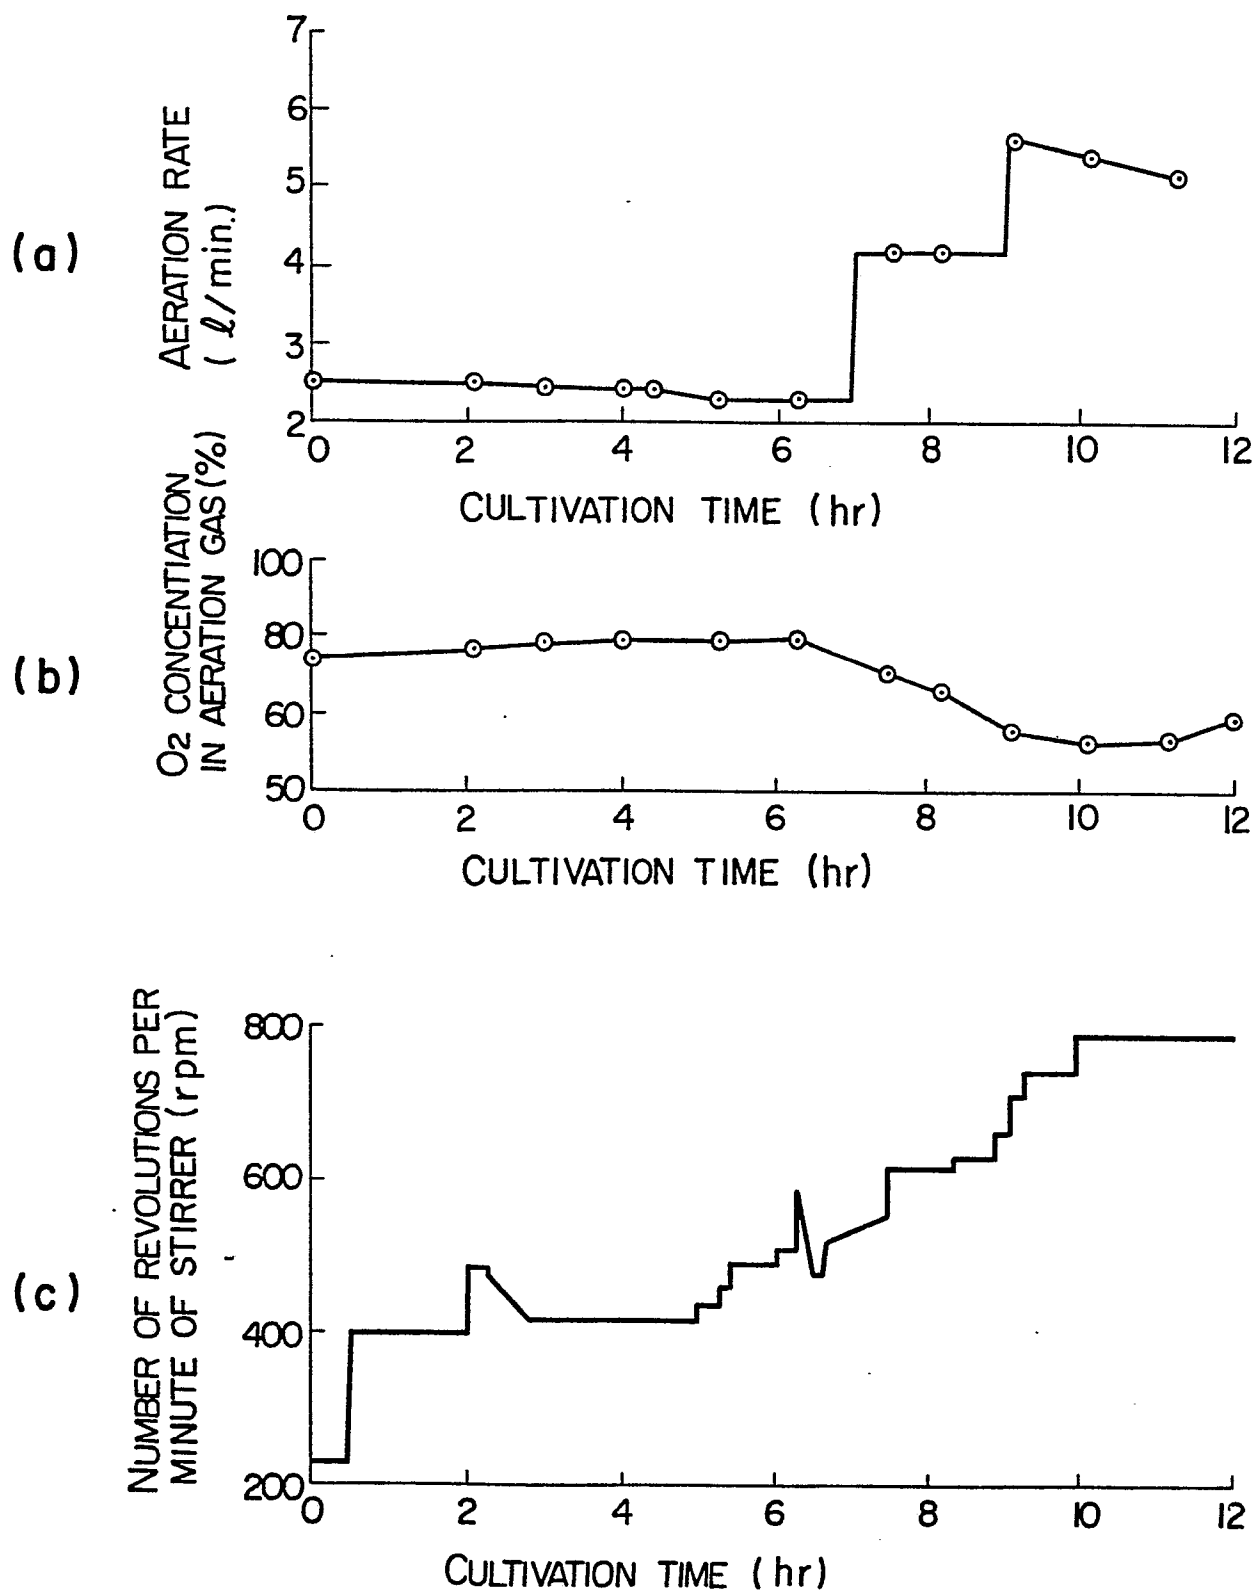 (a)
AERATION RATE
(ℓ/min.)
7
6
5
4
3
2
0 2 4 6 8 10 12
CULTIVATION TIME (hr)
(b)
O2 CONCENTIATION
IN AERATION GAS (%)
100
80
60
50
0 2 4 6 8 10 12
CULTIVATION TIME (hr)
(c)
NUMBER OF REVOLUTIONS PER
MINUTE OF STIRRER (rpm)
800
600
400
200
0 2 4 6 8 10 12
CULTIVATION TIME (hr)